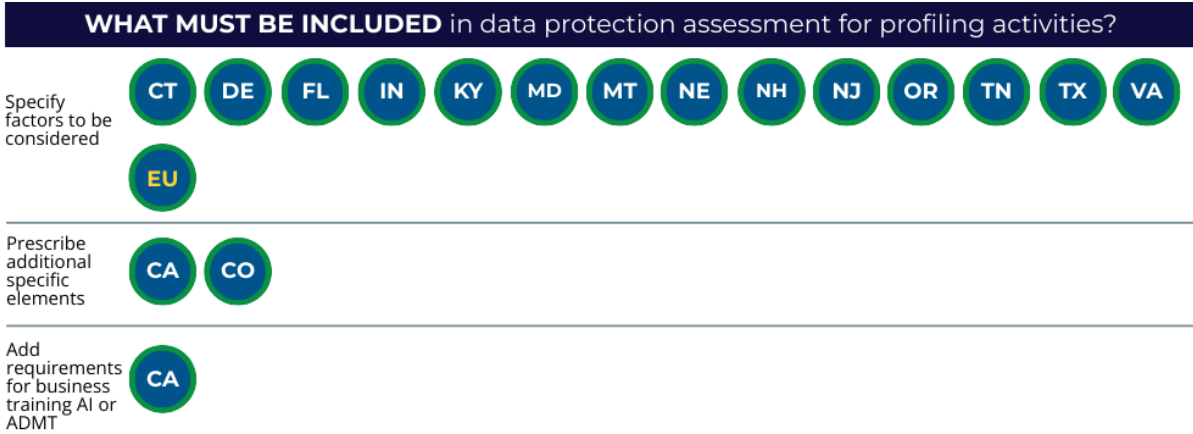 WHAT MUST BE INCLUDED in data protection assessment for profiling activities?
Specify
factors to be
considered
CT DE FL IN KY MD MT NE NH NJ OR TN TX VA
EU
Prescribe
additional
specific
elements
CA CO
Add
requirements
for business
training AI or
ADMT
CA